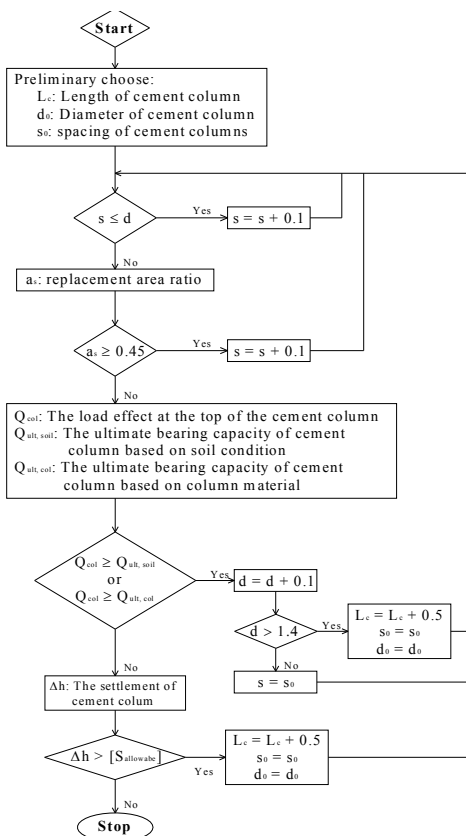 Start
Preliminary choose:
Lc: Length of cement column
d0: Diameter of cement column
s0: spacing of cement columns
s ≤ d
Yes
s = s + 0.1
No
as: replacement area ratio
as ≥ 0.45
Yes
s = s + 0.1
No
Qcol: The load effect at the top of the cement column
Qult, soil: The ultimate bearing capacity of cement
column based on soil condition
Qult, col: The ultimate bearing capacity of cement
column based on column material
Qcol ≥ Qult, soil
or
Qcol ≥ Qult, col
Yes
d = d + 0.1
d > 1.4
Yes
Lc = Lc + 0.5
s0 = s0
d0 = d0
No
s = s0
No
Δh: The settlement of
cement colum
Δh > [Sallowabe]
Yes
Lc = Lc + 0.5
s0 = s0
d0 = d0
No
Stop